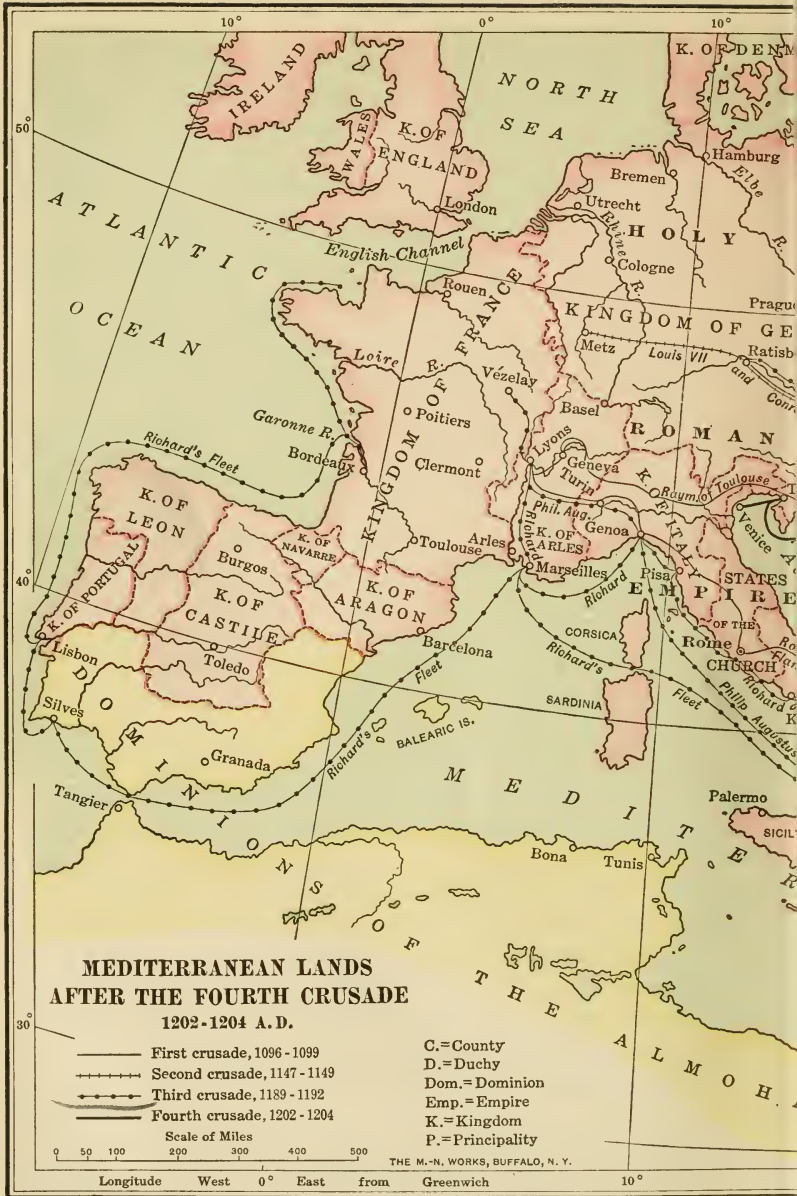 10°
0°
10°
IRELAND
NORTH
SEA
K. OF DENM
50°
WALES
K. OF
ENGLAND
London
Hamburg
Bremen
Elbe
R.
Utrecht
Rhine
R.
HOLY
Cologne
ATLANTIC
OCEAN
English-Channel
Rouen
Prague
KINGDOM OF GE
Metz
Louis VII
and
Conr
Ratisb
Loire
R.
KINGDOM OF FRANCE
Vézelay
Poitiers
Basel
ROMAN
Garonne R.
Bordeaux
Clermont
Lyons
Geneva
Turin
Richard's Fleet
K. OF ITALY
Raym.
Toulouse
Phil. Aug.
Richard
K. OF
ARLES
Genoa
Venice
K. OF
LEON
K. OF
NAVARRE
Toulouse
Arles
Marseilles
Burgos
Richard
Pisa
STATES
40°
K. OF PORTUGAL
K. OF
CASTILE
K. OF
ARAGON
EMPIRE
OF THE
CORSICA
Rome
CHURCH
Lisbon
Toledo
Barcelona
Fleet
Richard's
Fleet
Richard
Philip Augustus
K
SARDINIA
Silves
Granada
Richard's
BALEARIC IS.
Tangier
MEDITER
Palermo
SICIL
Bona
Tunis
DOMINIONS OF THE ALMOH
MEDITERRANEAN LANDS
AFTER THE FOURTH CRUSADE
1202-1204 A.D.
30°
First crusade, 1096-1099
Second crusade, 1147-1149
Third crusade, 1189-1192
Fourth crusade, 1202-1204
Scale of Miles
0 50 100 200 300 400 500
C.=County
D.=Duchy
Dom.=Dominion
Emp.=Empire
K.=Kingdom
P.=Principality
THE M.-N. WORKS, BUFFALO, N. Y.
Longitude West 0° East from Greenwich
10°